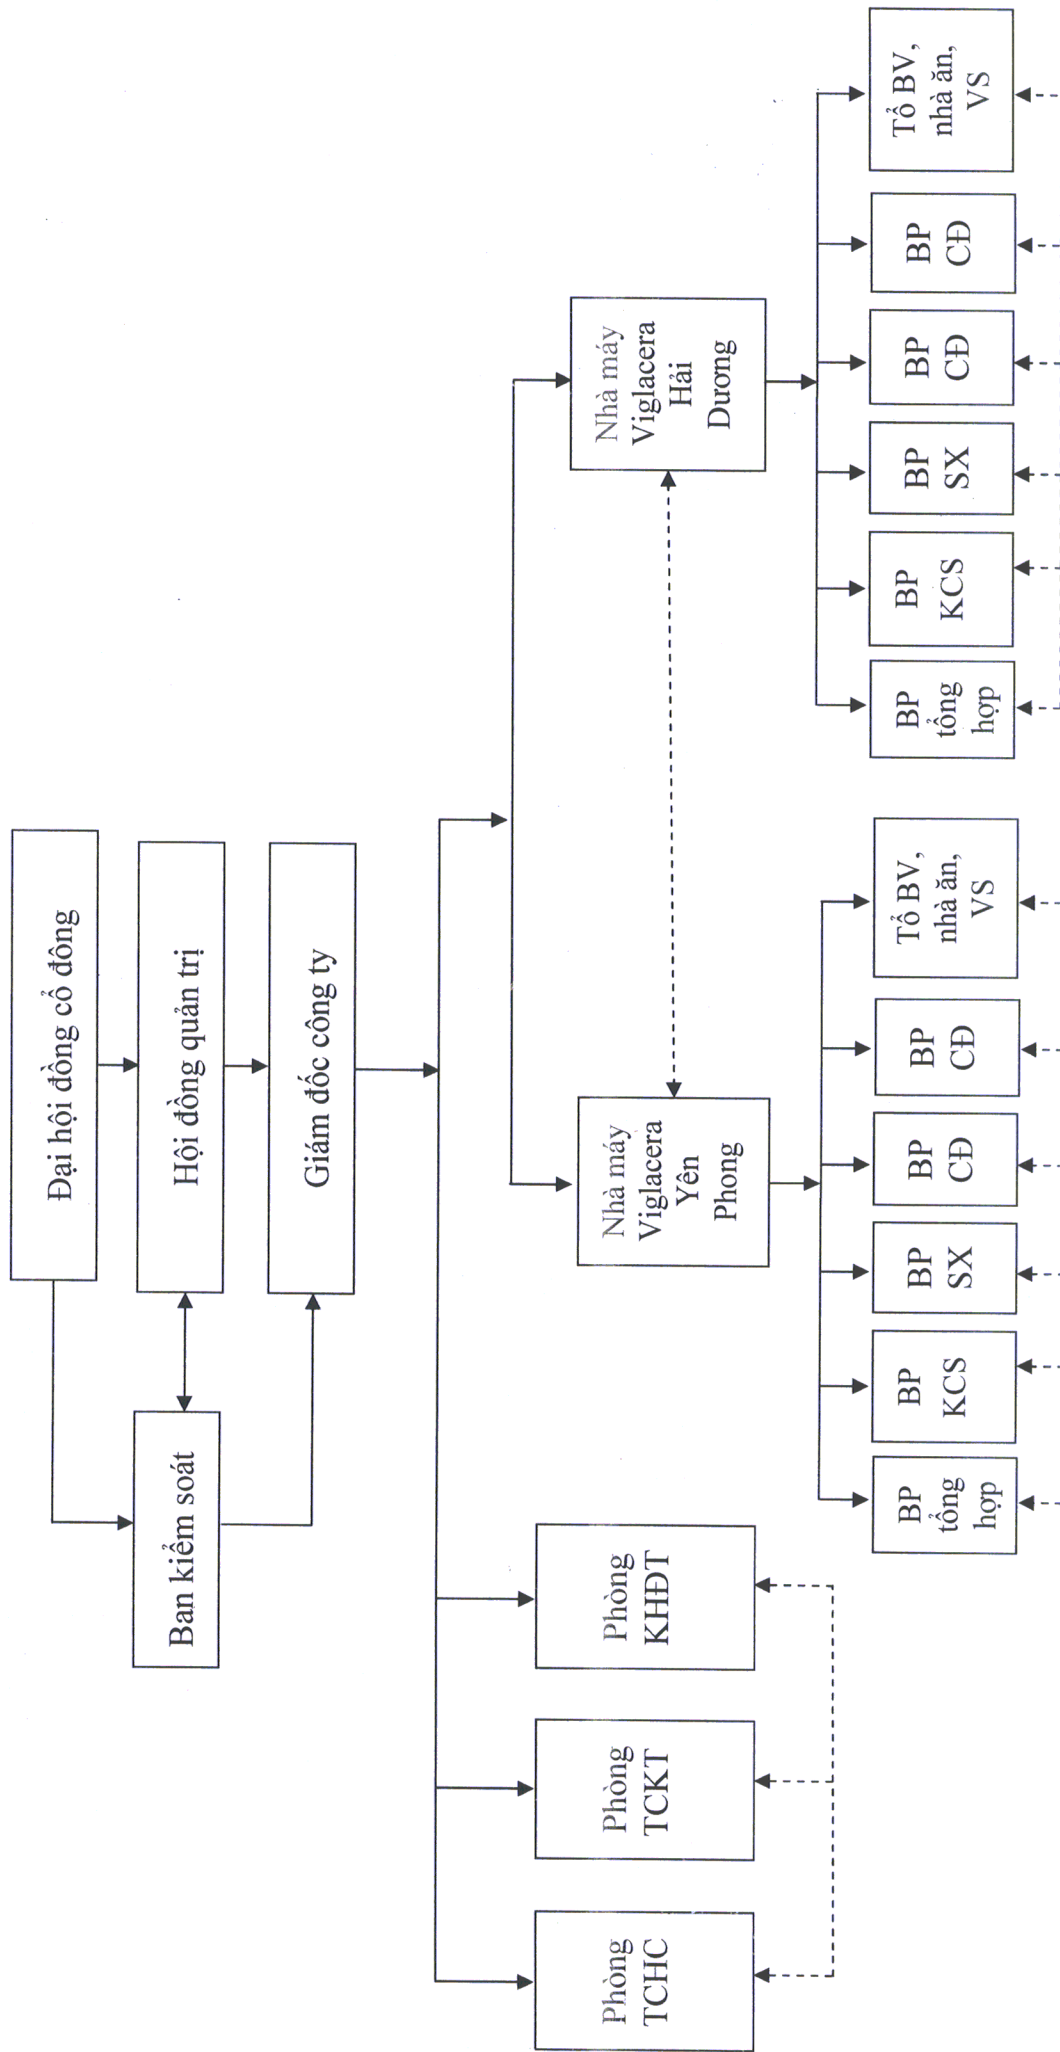 Đại hội đồng cổ đông
Ban kiểm soát
Hội đồng quản trị
Giám đốc công ty
Phòng
TCHC
Phòng
TCKT
Phòng
KHĐT
Nhà máy
Viglacera
Yên
Phong
Nhà máy
Viglacera
Hải
Dương
BP
tổng
hợp
BP
KCS
BP
SX
BP
CĐ
BP
CĐ
Tổ BV,
nhà ăn,
VS
BP
tổng
hợp
BP
KCS
BP
SX
BP
CĐ
BP
CĐ
Tổ BV,
nhà ăn,
VS